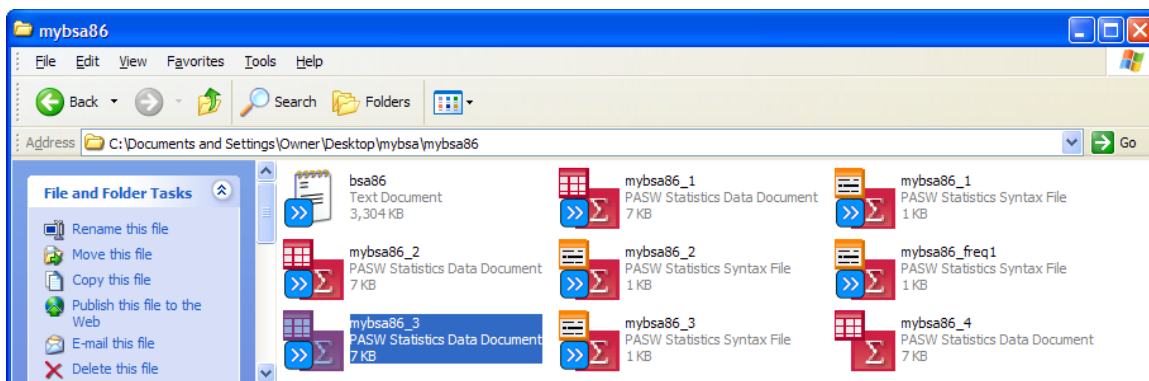 mybsa86
File Edit View Favorites Tools Help
Back Search Folders
Address C:\Documents and Settings\Owner\Desktop\mybsa\mybsa86 Go
File and Folder Tasks
Rename this file
Move this file
Copy this file
Publish this file to the
Web
E-mail this file
Delete this file
bsa86
Text Document
3,304 KB
mybsa86_1
PASW Statistics Data Document
7 KB
mybsa86_1
PASW Statistics Syntax File
1 KB
mybsa86_2
PASW Statistics Data Document
7 KB
mybsa86_2
PASW Statistics Syntax File
1 KB
mybsa86_freq1
PASW Statistics Syntax File
1 KB
mybsa86_3
PASW Statistics Data Document
7 KB
mybsa86_3
PASW Statistics Syntax File
1 KB
mybsa86_4
PASW Statistics Data Document
7 KB